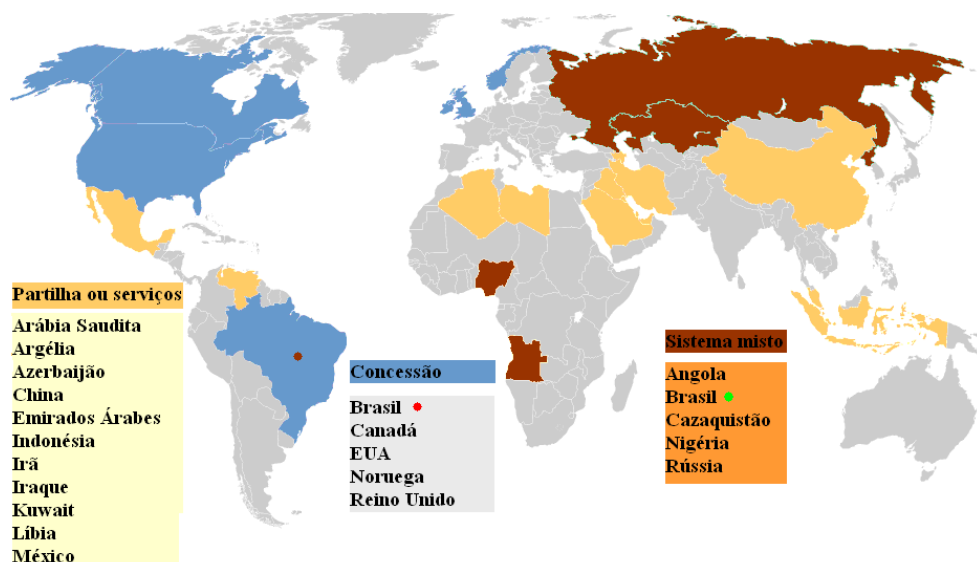 Partilha ou serviços
Arábia Saudita
Argélia
Azerbaijão
China
Emirados Árabes
Indonésia
Irã
Iraque
Kuwait
Líbia
México
Concessão
Brasil
Canadá
EUA
Noruega
Reino Unido
Sistema misto
Angola
Brasil
Cazaquistão
Nigéria
Rússia